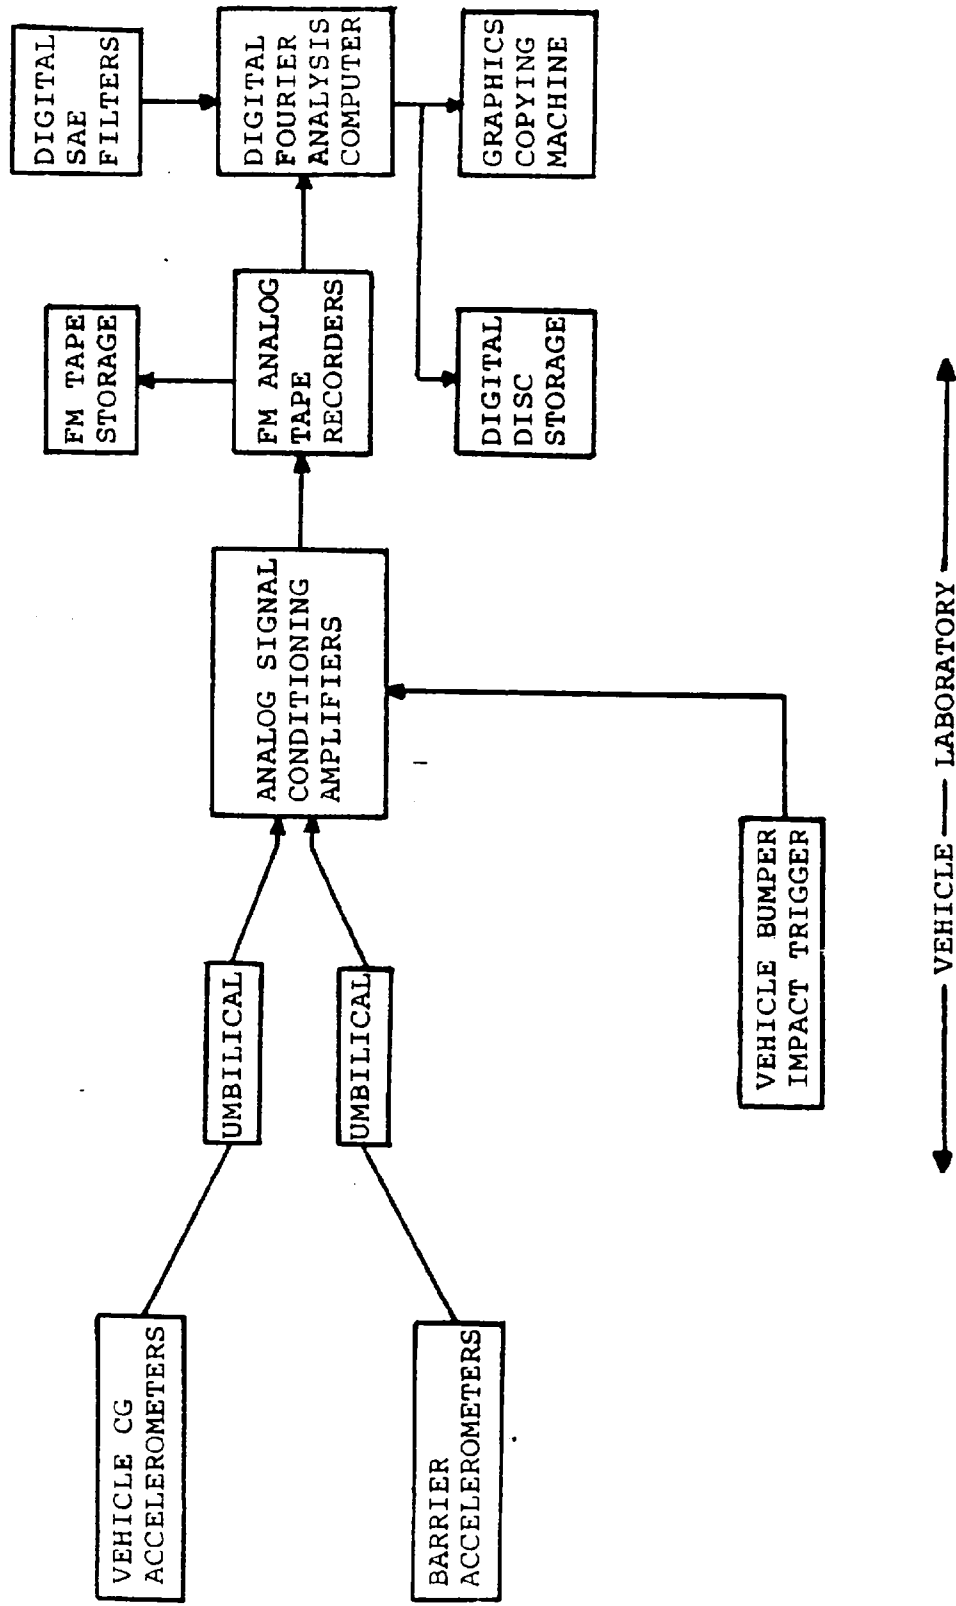 VEHICLE CG
ACCELEROMETERS
BARRIER
ACCELEROMETERS
UMBILICAL
UMBILICAL
VEHICLE BUMPER
IMPACT TRIGGER
ANALOG SIGNAL
CONDITIONING
AMPLIFIERS
FM TAPE
STORAGE
FM ANALOG
TAPE
RECORDERS
DIGITAL
DISC
STORAGE
DIGITAL
SAE
FILTERS
DIGITAL
FOURIER
ANALYSIS
COMPUTER
GRAPHICS
COPYING
MACHINE
VEHICLE — LABORATORY